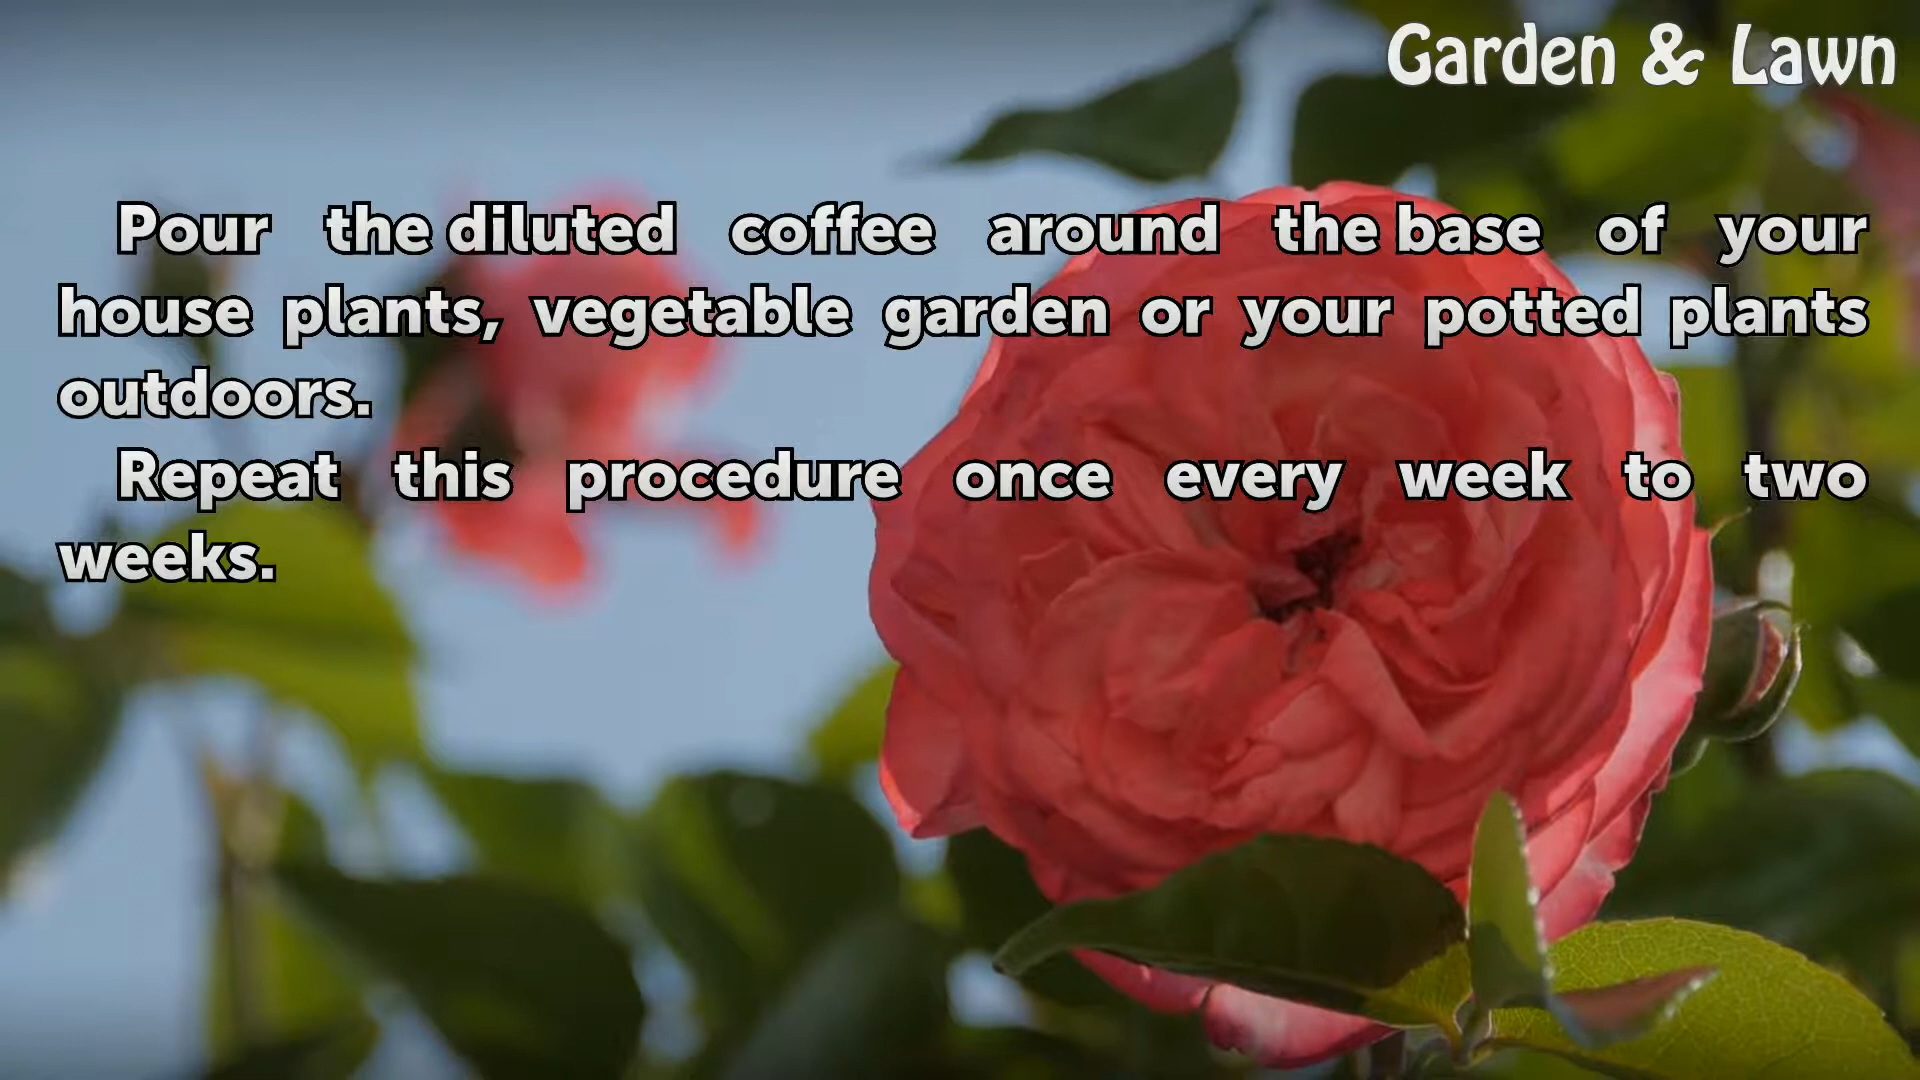 Garden & Lawn
Pour the diluted coffee around the base of your
house plants, vegetable garden or your potted plants
outdoors.
Repeat this procedure once every week to two
weeks.